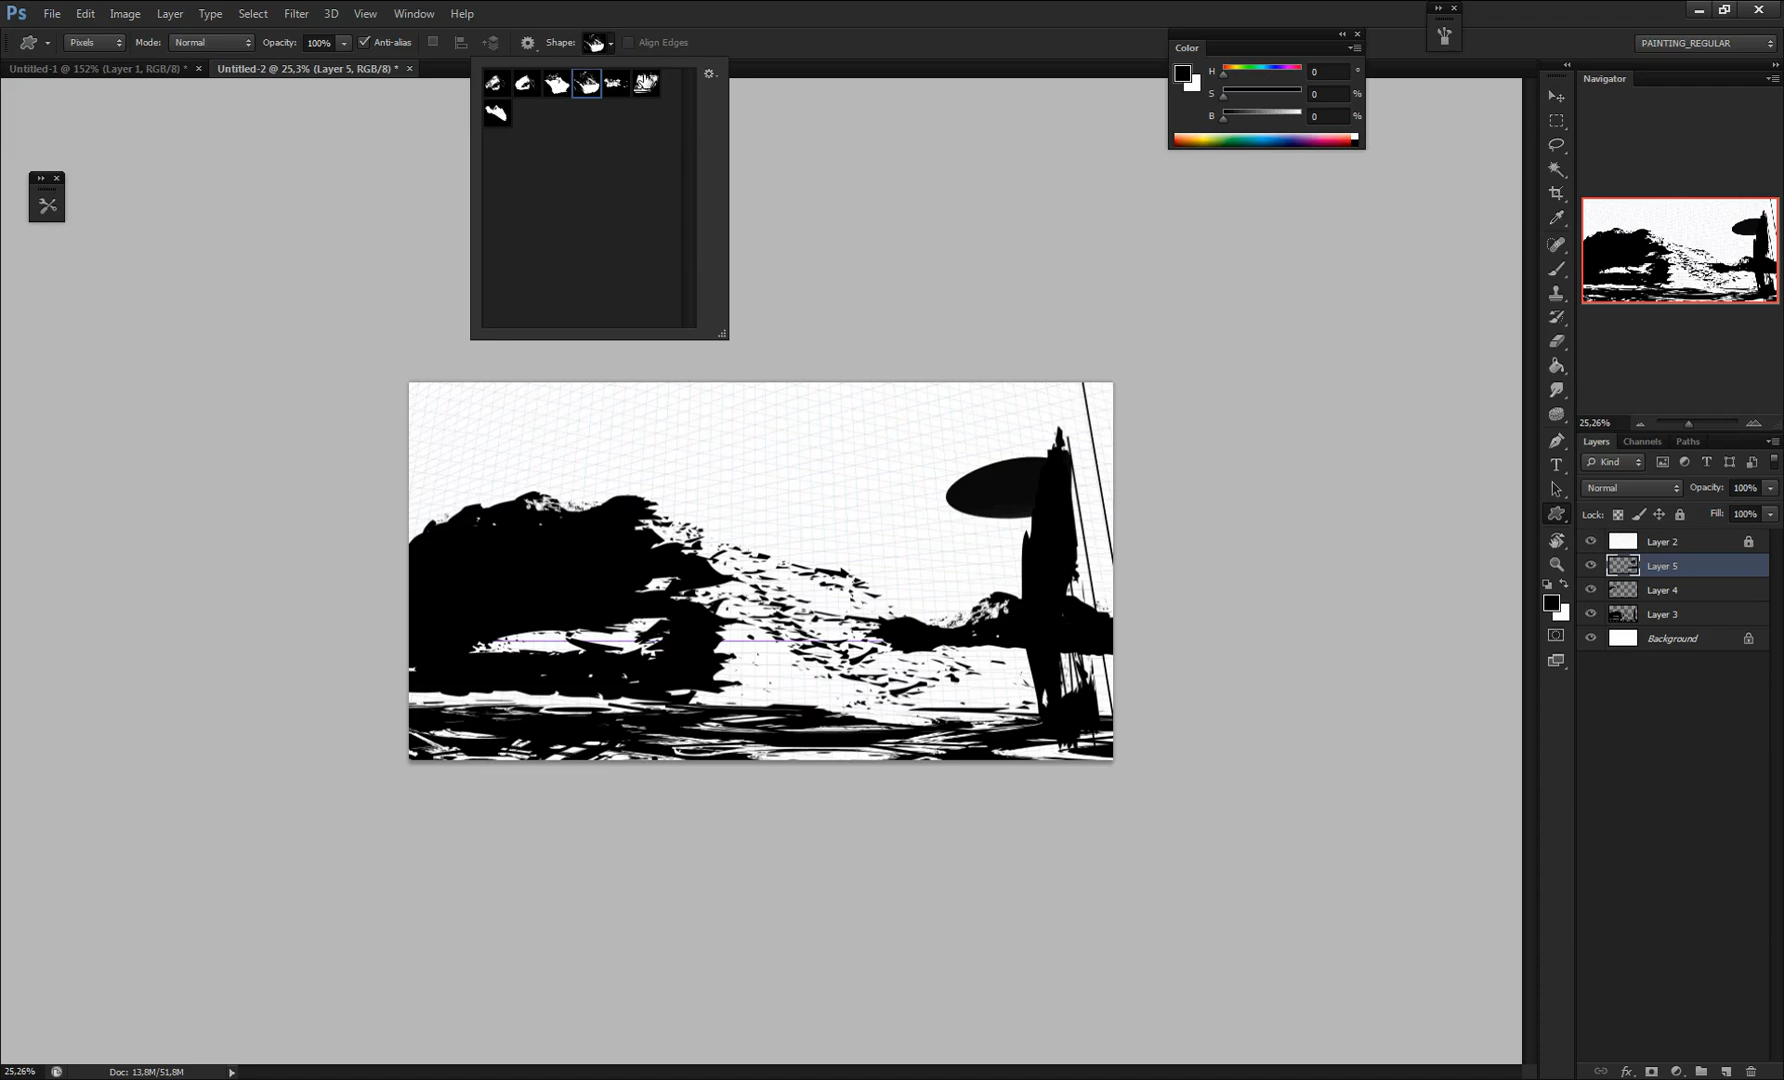 Ps File Edit Image Layer Type Select Filter 3D View Window Help
Pixels Mode: Normal Opacity: 100% Anti-alias Shape: Align Edges PAINTING_REGULAR
Untitled-1 @ 152% (Layer 1, RGB/8) * × Untitled-2 @ 25,3% (Layer 5, RGB/8) * ×
Color
H 0 °
S 0 %
B 0 %
Navigator
25,26%
Layers Channels Paths
Kind
Normal Opacity: 100%
Lock: Fill: 100%
Layer 2
Layer 5
Layer 4
Layer 3
Background
25,26% Doc: 13,8M/51,8M